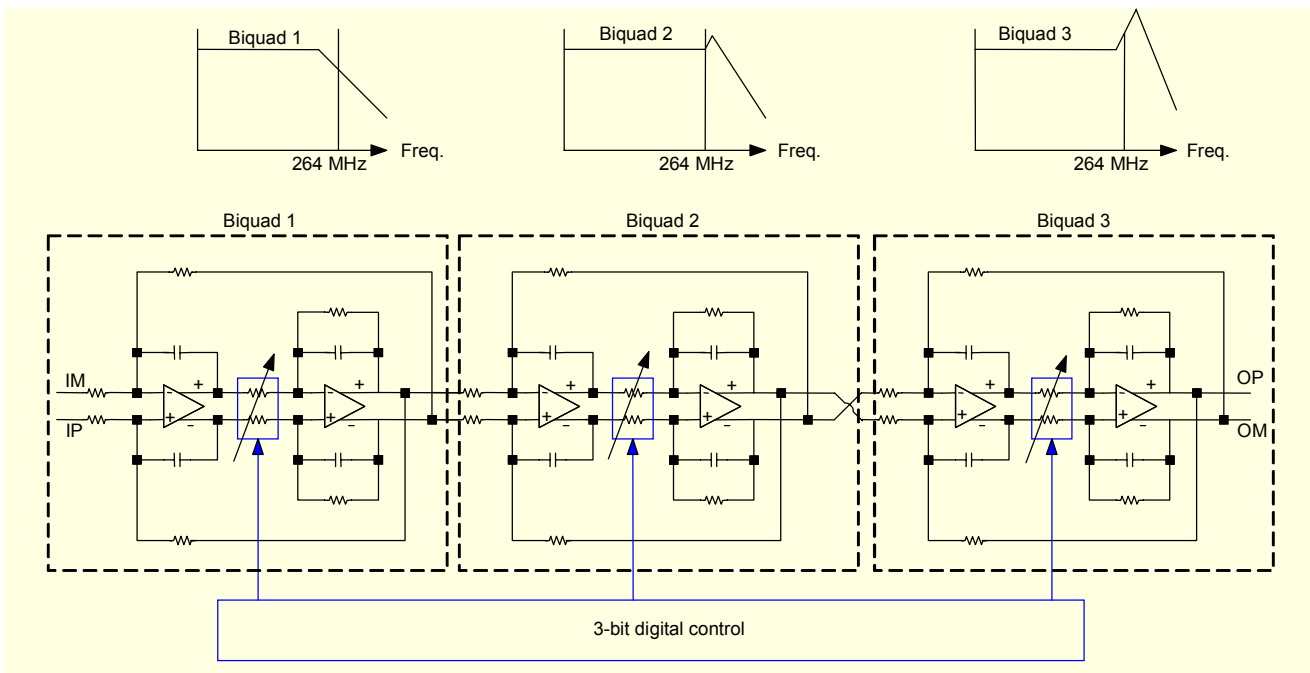 Biquad 1
Biquad 2
Biquad 3
264 MHz
Freq.
264 MHz
Freq.
264 MHz
Freq.
Biquad 1
Biquad 2
Biquad 3
IM
IP
- + + -
- + + -
- + + -
- + + -
- + + -
- + + -
OP
OM
3-bit digital control